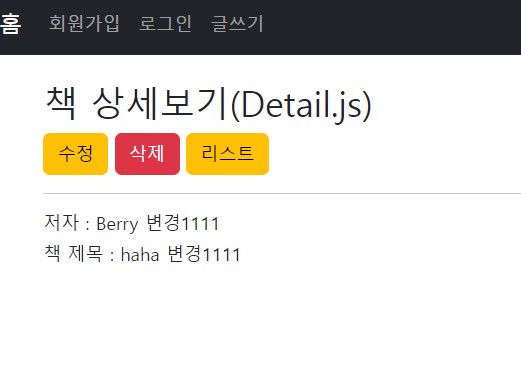 홈 회원가입 로그인 글쓰기
책 상세보기(Detail.js)
수정 삭제 리스트
저자 : Berry 변경1111
책 제목 : haha 변경1111